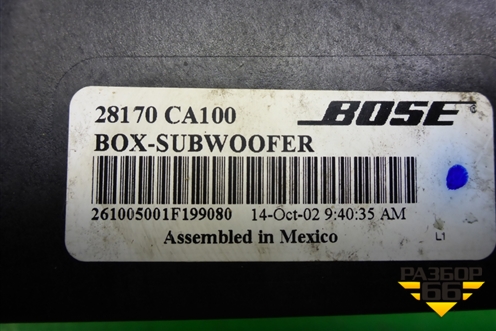 28170 CA100 BOSE
BOX-SUBWOOFER
261005001F199080 14-Oct-02 9:40:35 AM
Assembled in Mexico L1
РАЗБОР
66